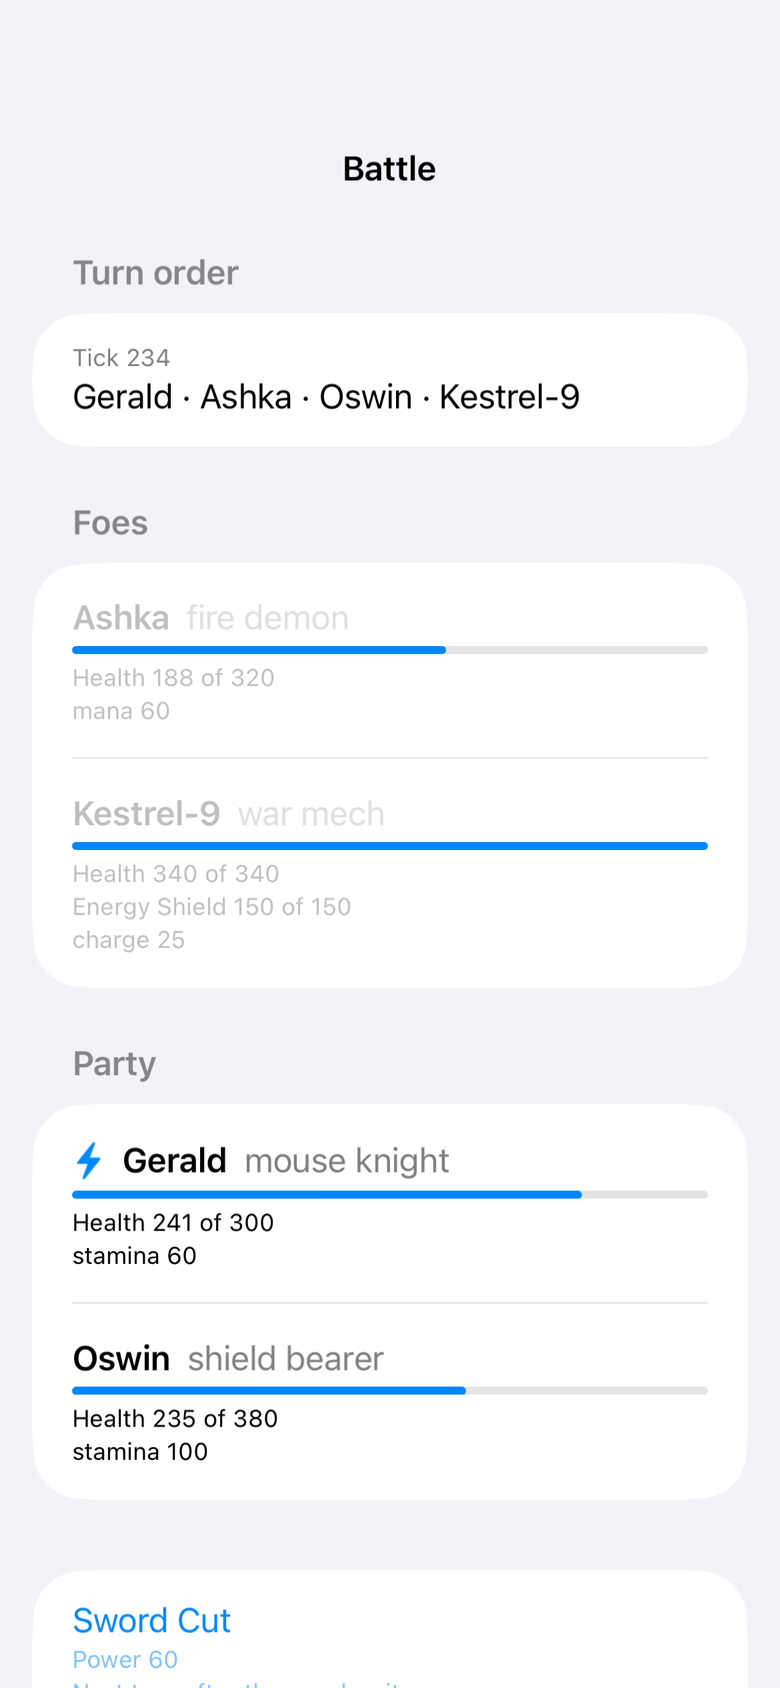 Battle
Turn order
Tick 234
Gerald · Ashka · Oswin · Kestrel-9
Foes
Ashka fire demon
Health 188 of 320
mana 60
Kestrel-9 war mech
Health 340 of 340
Energy Shield 150 of 150
charge 25
Party
Gerald mouse knight
Health 241 of 300
stamina 60
Oswin shield bearer
Health 235 of 380
stamina 100
Sword Cut
Power 60